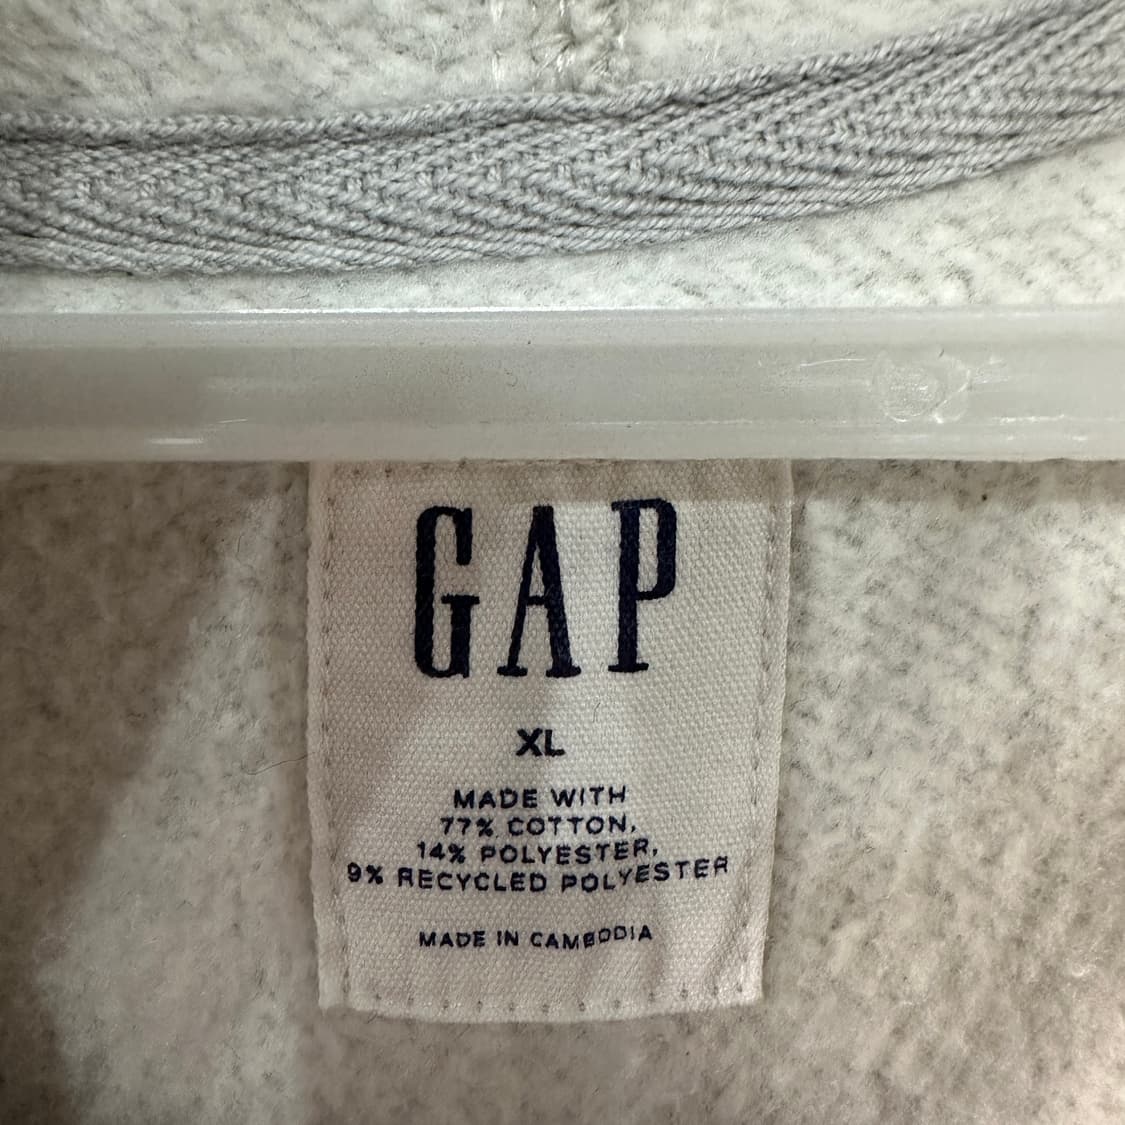 GAP
XL
MADE WITH
77% COTTON,
14% POLYESTER,
9% RECYCLED POLYESTER
MADE IN CAMBODIA